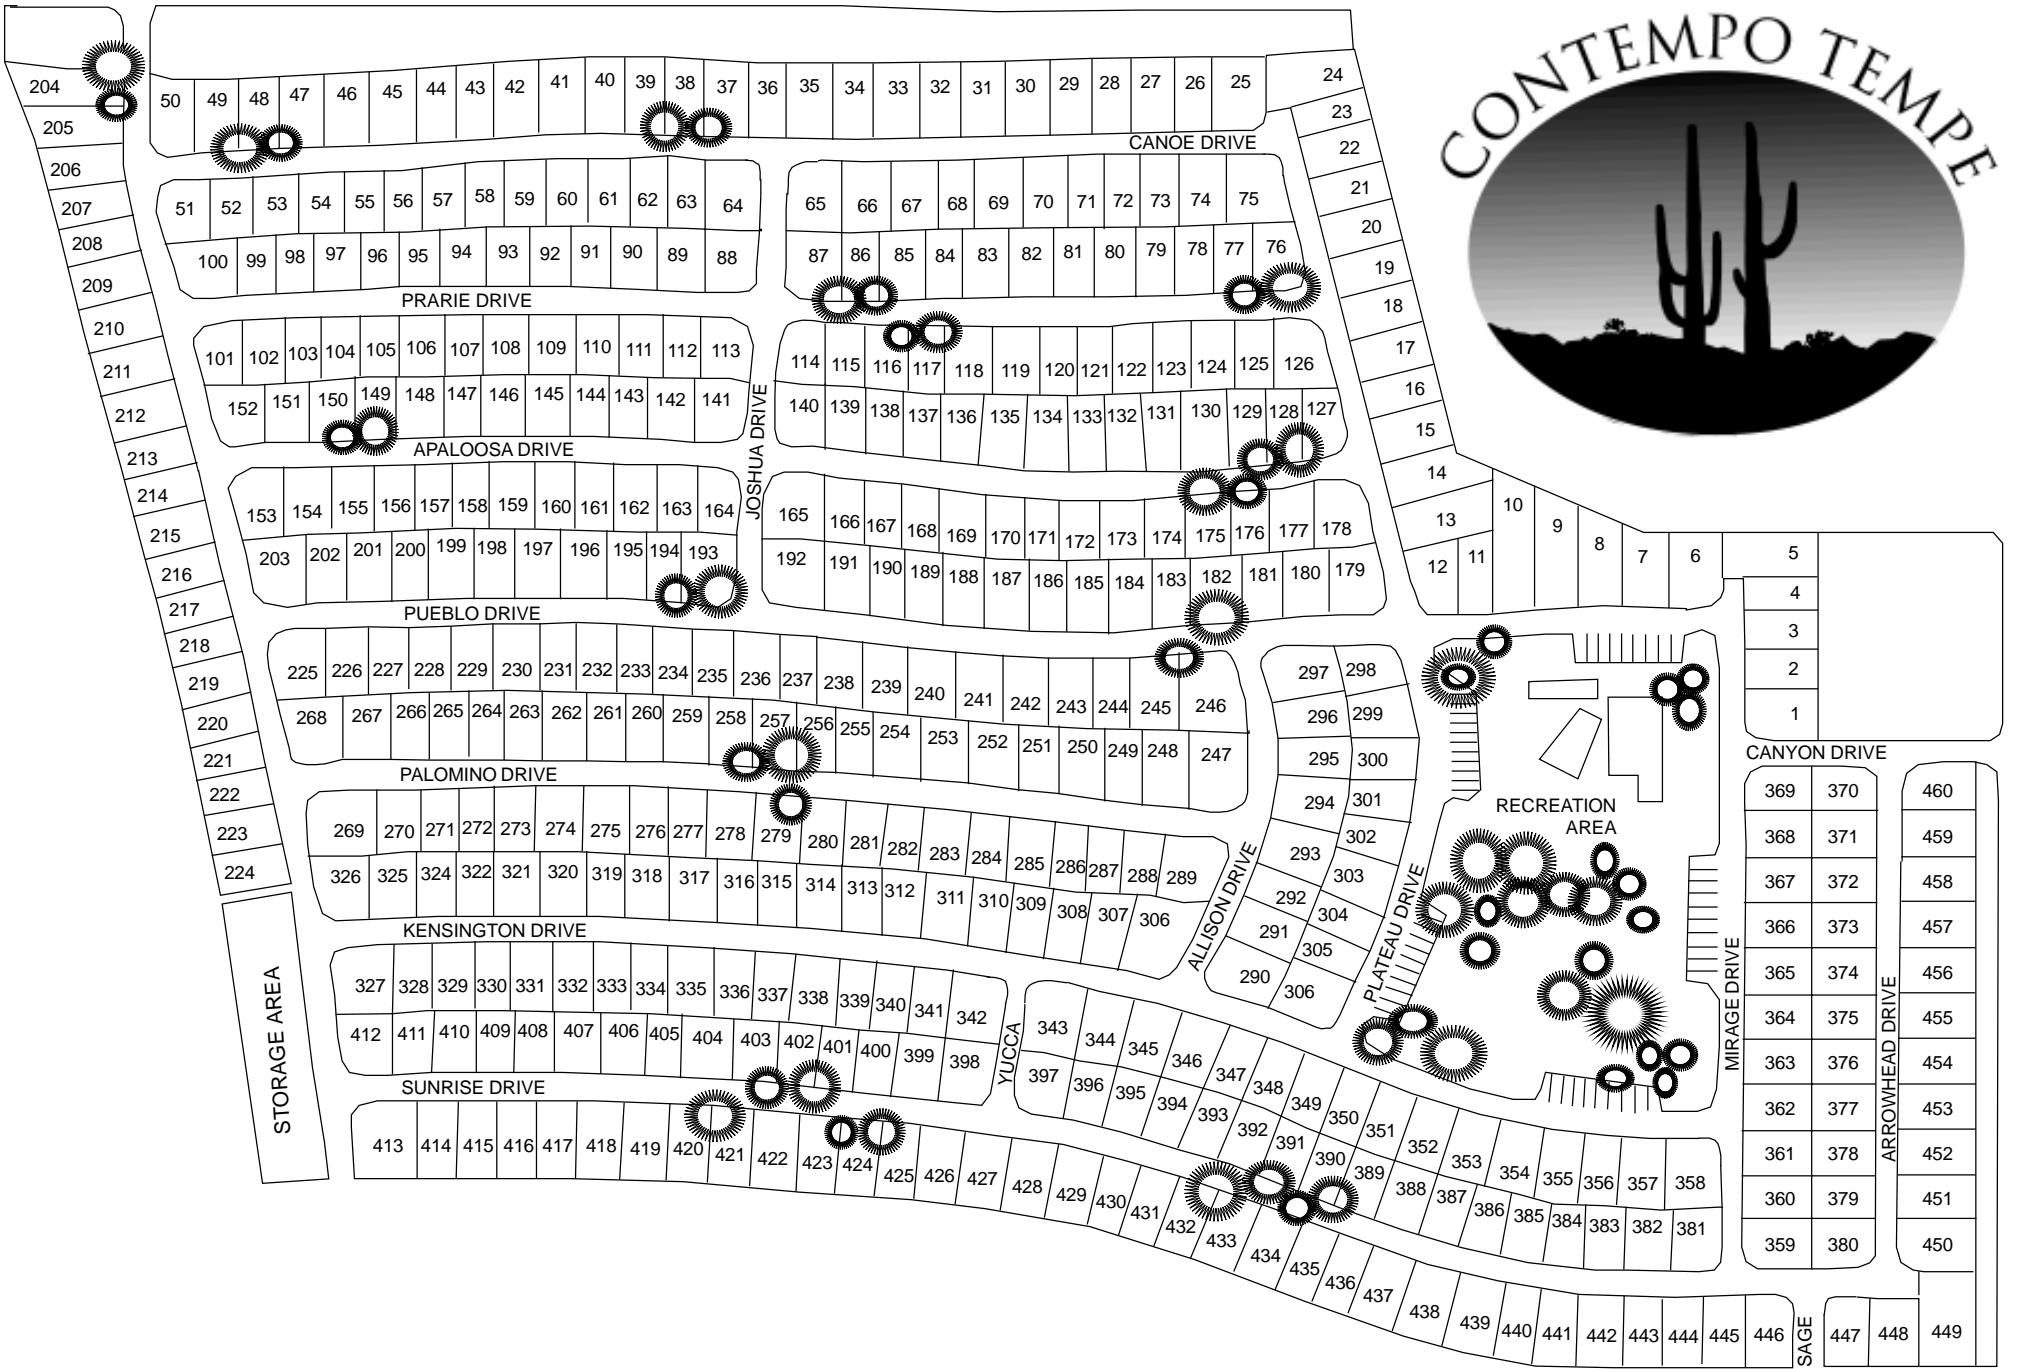 CONTEMPO TEMPE
204
205
206
207
208
209
210
211
212
213
214
215
216
217
218
219
220
221
222
223
224
STORAGE AREA
50 49 48 47 46 45 44 43 42 41 40 39 38 37 36 35 34 33 32 31 30 29 28 27 26 25
24
23
22
21
20
19
18
17
16
15
14
13
12 11 10 9 8 7 6
5
4
3
2
1
CANOE DRIVE
51 52 53 54 55 56 57 58 59 60 61 62 63 64
65 66 67 68 69 70 71 72 73 74 75
100 99 98 97 96 95 94 93 92 91 90 89 88
87 86 85 84 83 82 81 80 79 78 77 76
PRARIE DRIVE
101 102 103 104 105 106 107 108 109 110 111 112 113
114 115 116 117 118 119 120 121 122 123 124 125 126
152 151 150 149 148 147 146 145 144 143 142 141
140 139 138 137 136 135 134 133 132 131 130 129 128 127
JOSHUA DRIVE
APALOOSA DRIVE
153 154 155 156 157 158 159 160 161 162 163 164
165 166 167 168 169 170 171 172 173 174 175 176 177 178
203 202 201 200 199 198 197 196 195 194 193
192 191 190 189 188 187 186 185 184 183 182 181 180 179
PUEBLO DRIVE
225 226 227 228 229 230 231 232 233 234 235 236 237 238 239 240 241 242 243 244 245 246
268 267 266 265 264 263 262 261 260 259 258 257 256 255 254 253 252 251 250 249 248 247
PALOMINO DRIVE
269 270 271 272 273 274 275 276 277 278 279 280 281 282 283 284 285 286 287 288 289
326 325 324 322 321 320 319 318 317 316 315 314 313 312 311 310 309 308 307 306
KENSINGTON DRIVE
327 328 329 330 331 332 333 334 335 336 337 338 339 340 341 342
412 411 410 409 408 407 406 405 404 403 402 401 400 399 398
SUNRISE DRIVE
YUCCA
297 298
296 299
295 300
294 301
293 302
292 303
291 304
290 305
306
ALLISON DRIVE
PLATEAU DRIVE
RECREATION
AREA
343 344 345 346 347 348 349 350 351 352 353 354 355 356 357 358
397 396 395 394 393 392 391 390 389 388 387 386 385 384 383 382 381
413 414 415 416 417 418 419 420 421 422 423 424 425 426 427 428 429 430 431 432 433 434 435 436 437 438 439 440 441 442 443 444 445 446
SAGE
447 448 449
CANYON DRIVE
MIRAGE DRIVE
369 370
368 371
367 372
366 373
365 374
364 375
363 376
362 377
361 378
360 379
359 380
ARROWHEAD DRIVE
460
459
458
457
456
455
454
453
452
451
450